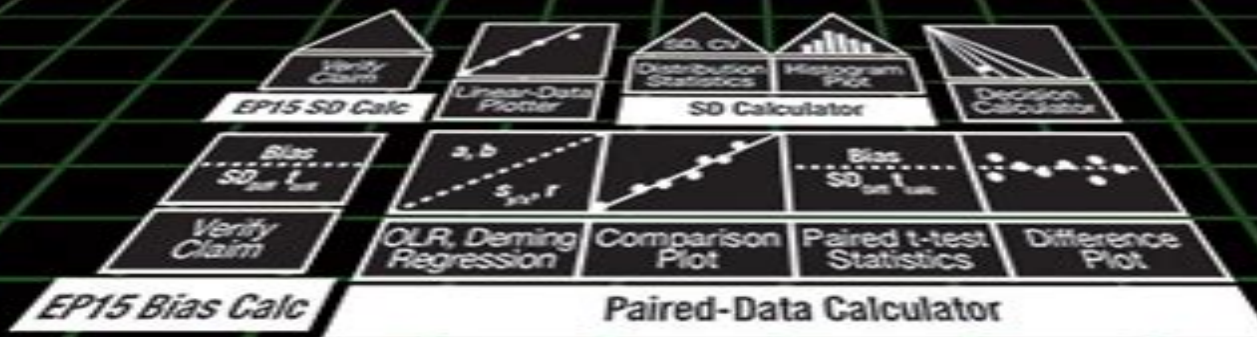 Verify
Claim
EP15 SD Calc
Linear-Data
Plotter
SD, CV
Distribution
Statistics
Histogram
Plot
SD Calculator
Decision
Calculator
Bias
SD
Verify
Claim
EP15 Bias Calc
a, b
r
OLR, Deming
Regression
Comparison
Plot
Bias
SD
Paired t-test
Statistics
Difference
Plot
Paired-Data Calculator